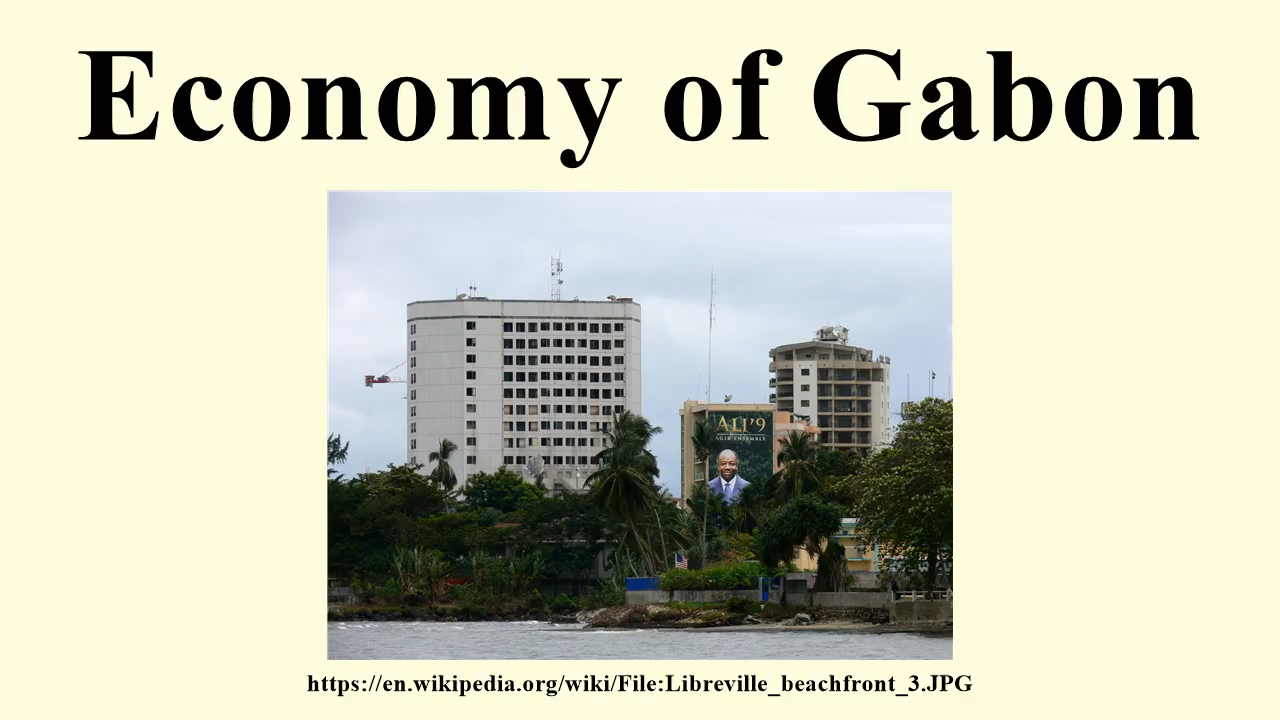 Economy of Gabon
ALI'9
AGIR ENSEMBLE
https://en.wikipedia.org/wiki/File:Libreville_beachfront_3.JPG